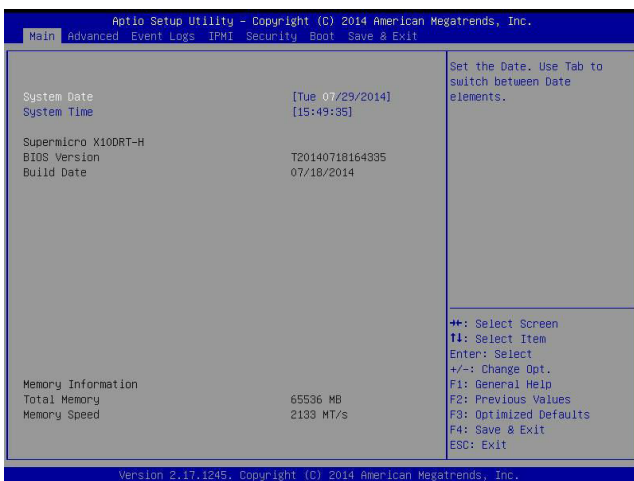 Aptio Setup Utility – Copyright (C) 2014 American Megatrends, Inc.
Main Advanced Event Logs IPMI Security Boot Save & Exit
System Date [Tue 07/29/2014]
System Time [15:49:35]
Supermicro X10DRT-H
BIOS Version T20140718164335
Build Date 07/18/2014
Memory Information
Total Memory 65536 MB
Memory Speed 2133 MT/s
Set the Date. Use Tab to
switch between Date
elements.
→←: Select Screen
↑↓: Select Item
Enter: Select
+/-: Change Opt.
F1: General Help
F2: Previous Values
F3: Optimized Defaults
F4: Save & Exit
ESC: Exit
Version 2.17.1245. Copyright (C) 2014 American Megatrends, Inc.